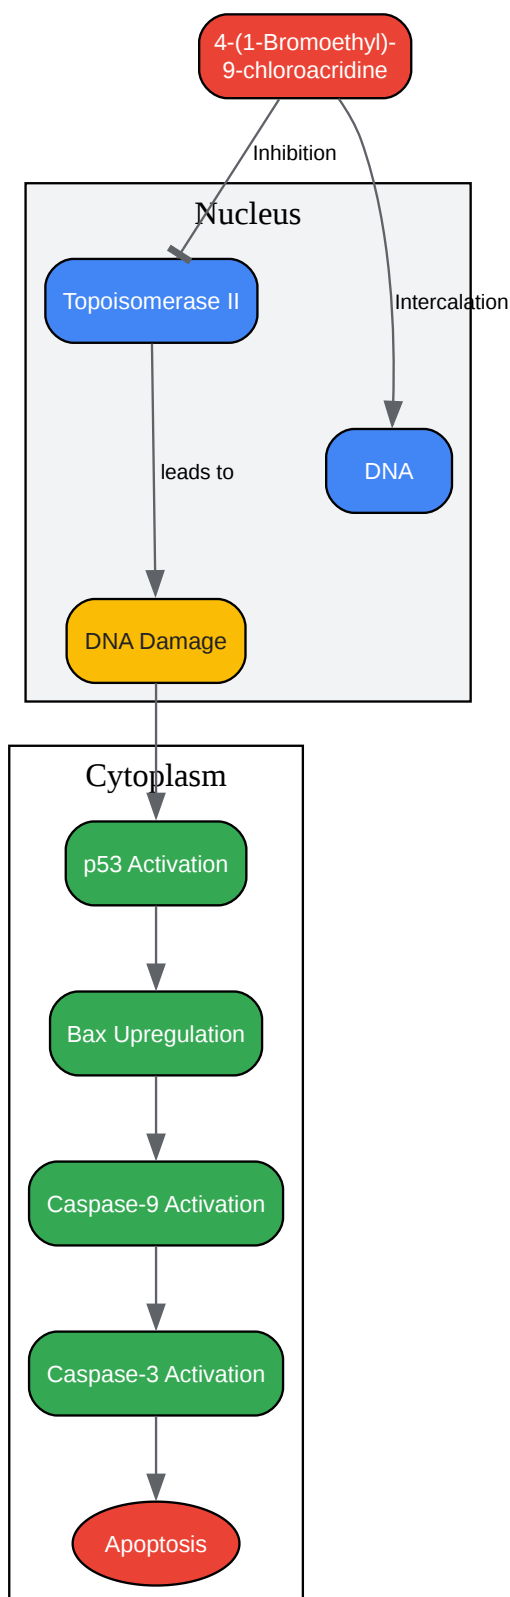 4-(1-Bromoethyl)-
9-chloroacridine
Inhibition
Nucleus
Topoisomerase II
Intercalation
leads to
DNA
DNA Damage
Cytoplasm
p53 Activation
Bax Upregulation
Caspase-9 Activation
Caspase-3 Activation
Apoptosis